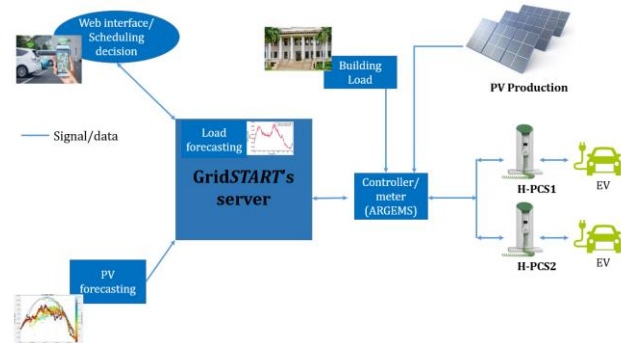 Web interface/
Scheduling
decision
Building
Load
PV Production
Signal/data
Load
forecasting
GridSTART's
server
Controller/
meter
(ARGEMS)
H-PCS1
EV
H-PCS2
EV
PV
forecasting